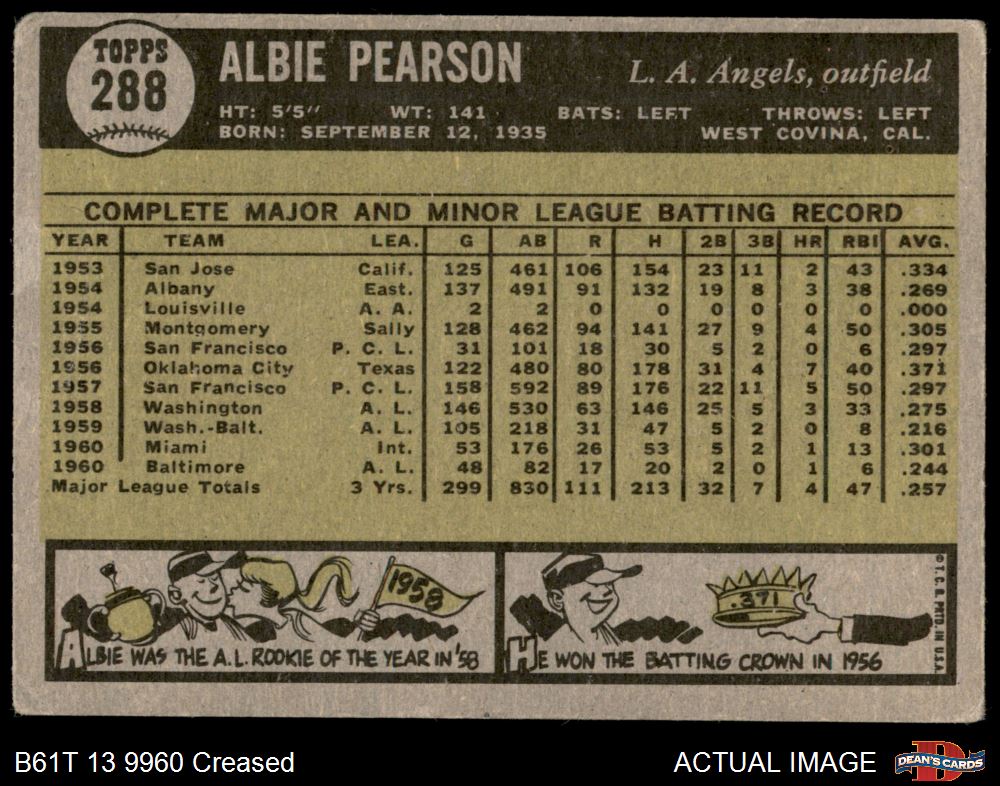 TOPPS
288
ALBIE PEARSON
L. A. Angels, outfield
HT: 5'5" WT: 141 BATS: LEFT THROWS: LEFT
BORN: SEPTEMBER 12, 1935 WEST COVINA, CAL.
COMPLETE MAJOR AND MINOR LEAGUE BATTING RECORD
YEAR TEAM LEA. G AB R H 2B 3B HR RBI AVG.
1953 San Jose Calif. 125 461 106 154 23 11 2 43 .334
1954 Albany East. 137 491 91 132 19 8 3 38 .269
1954 Louisville A. A. 2 2 0 0 0 0 0 0 .000
1955 Montgomery Sally 128 462 94 141 27 9 4 50 .305
1956 San Francisco P. C. L. 31 101 18 30 5 2 0 6 .297
1956 Oklahoma City Texas 122 480 80 178 31 4 7 40 .371
1957 San Francisco P. C. L. 158 592 89 176 22 11 5 50 .297
1958 Washington A. L. 146 530 63 146 25 5 3 33 .275
1959 Wash.-Balt. A. L. 105 218 31 47 5 2 0 8 .216
1960 Miami Int. 53 176 26 53 5 2 1 13 .301
1960 Baltimore A. L. 48 82 17 20 2 0 1 6 .244
Major League Totals 3 Yrs. 299 830 111 213 32 7 4 47 .257
1958
ALBIE WAS THE A.L. ROOKIE OF THE YEAR IN '58
.371
HE WON THE BATTING CROWN IN 1956
© T. C. G. PRTD. IN U.S.A.
B61T 13 9960 Creased
ACTUAL IMAGE
DEAN'S CARDS